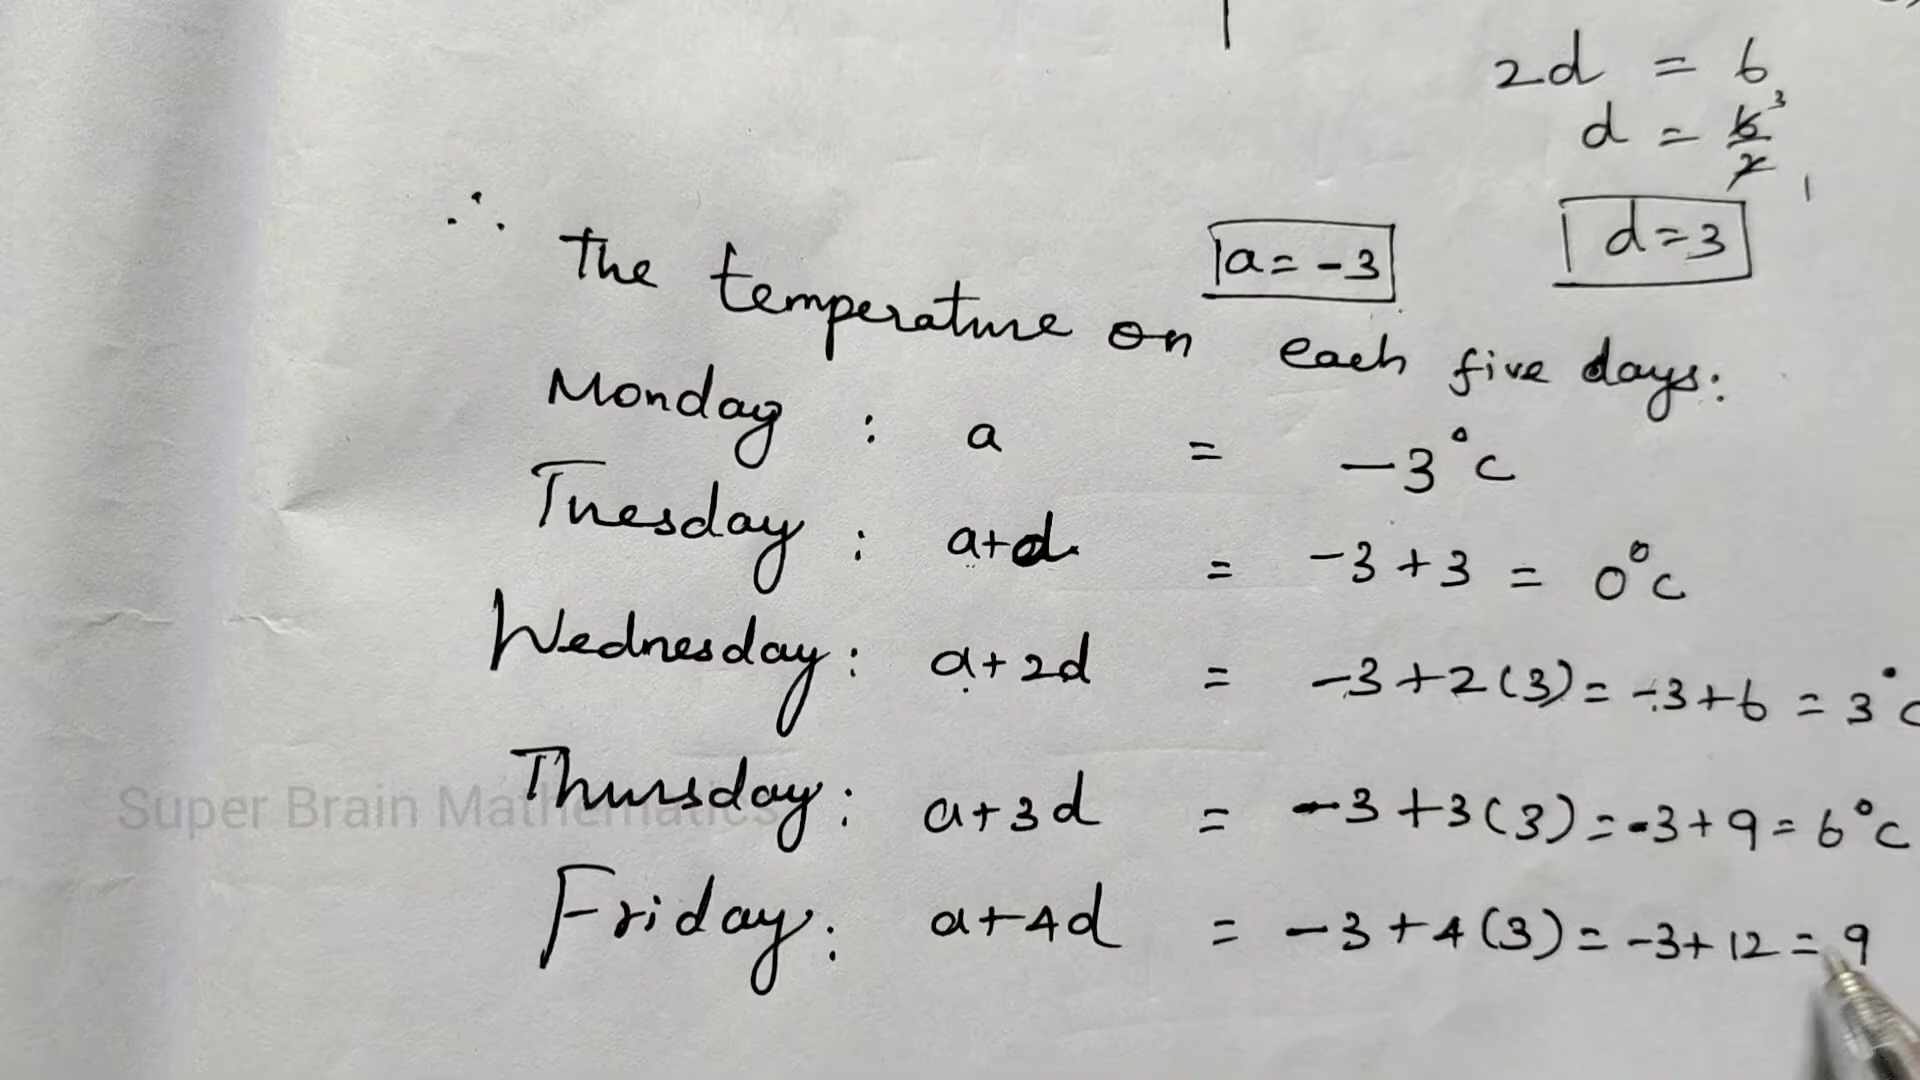 2d = 6
d = 6/2 3 1
a = -3 d = 3
∴ The temperature on each five days:
Monday : a = -3°c
Tuesday : a+d = -3+3 = 0°c
Wednesday : a+2d = -3+2(3) = -3+6 = 3°c
Thursday : a+3d = -3+3(3) = -3+9 = 6°c
Super Brain Mathematics
Friday : a+4d = -3+4(3) = -3+12 = 9